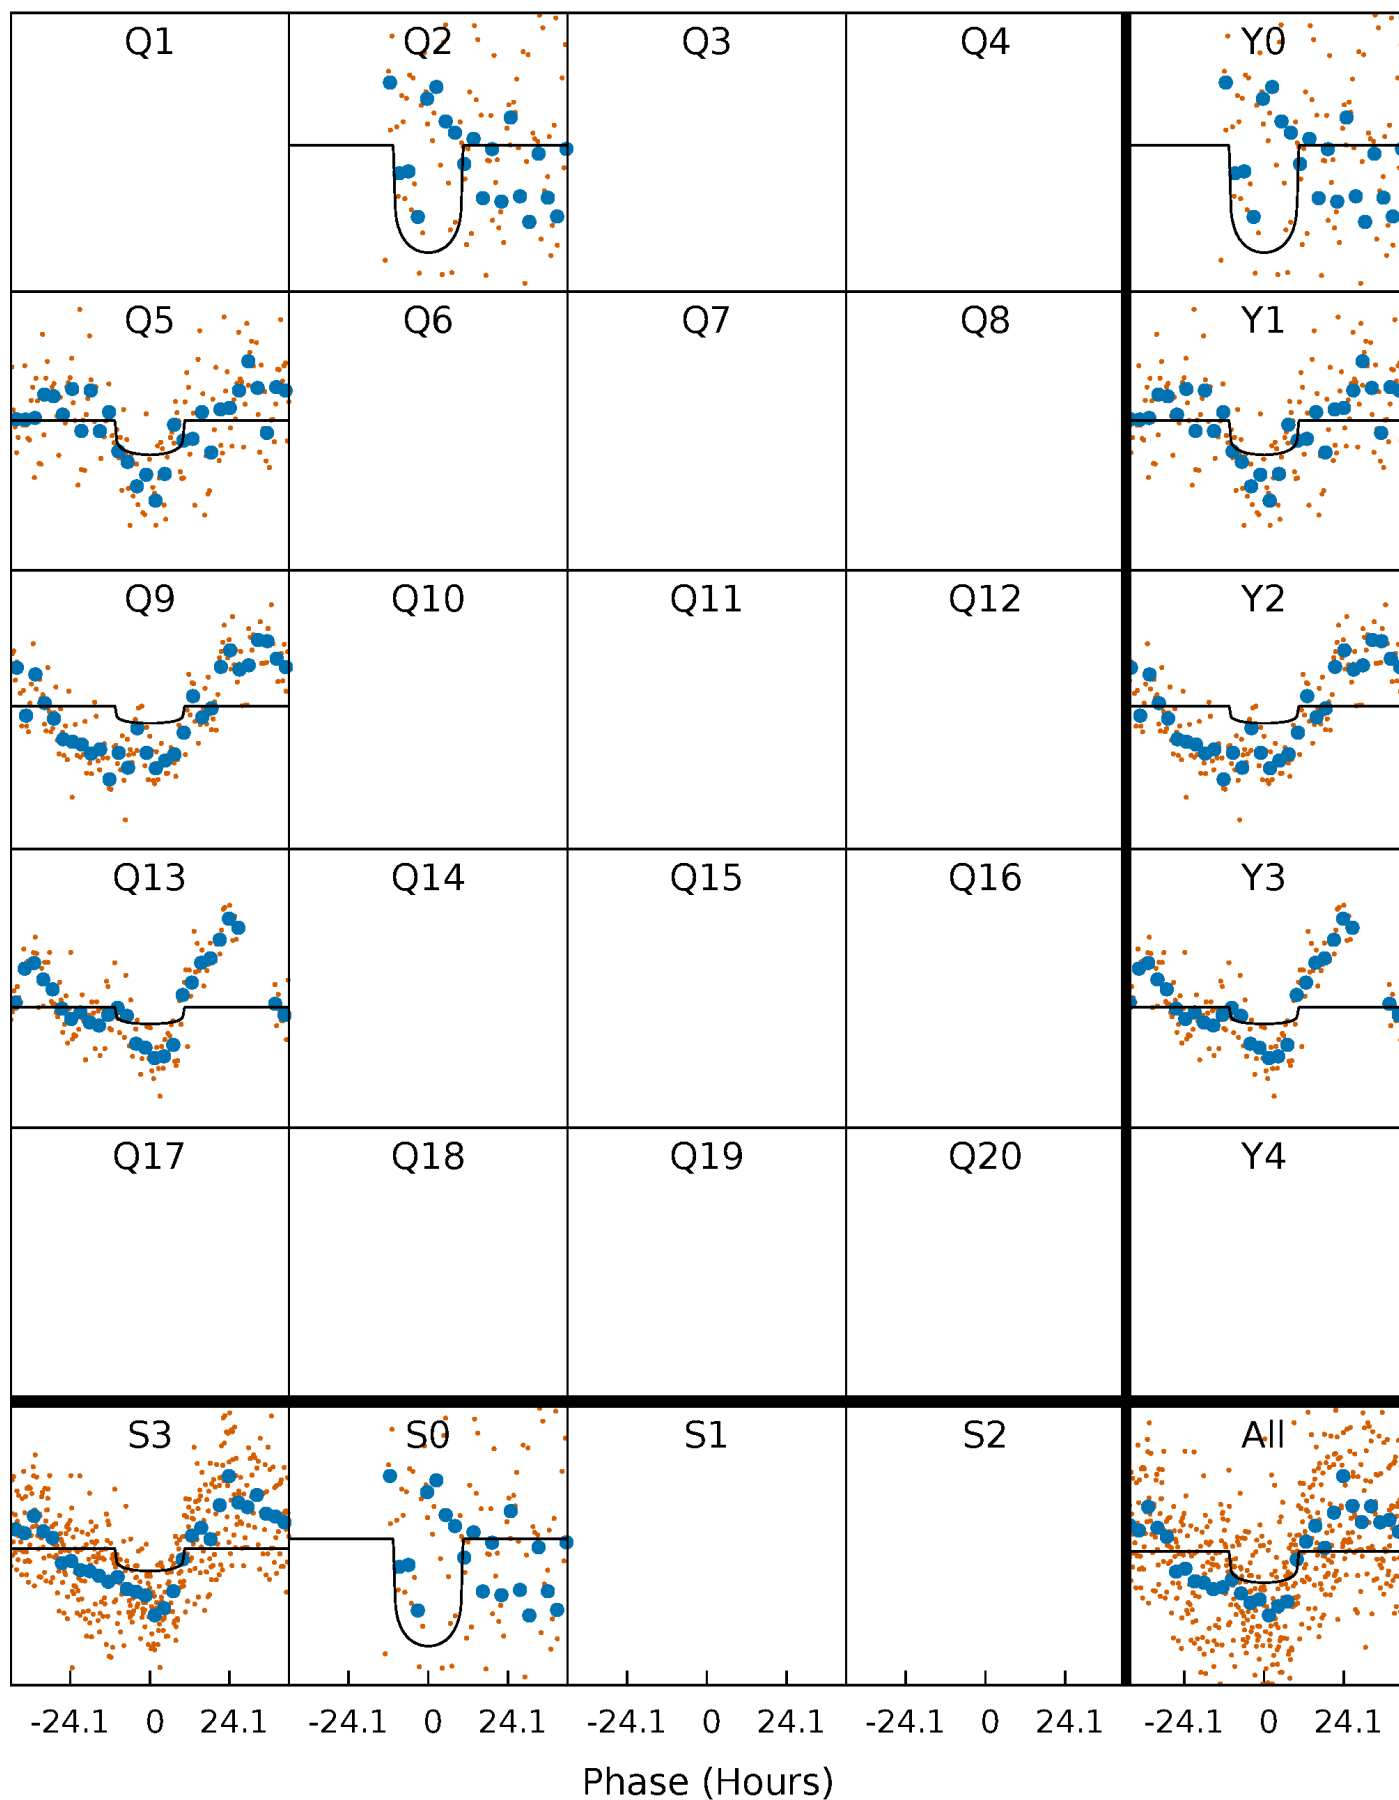 Q1 Q2 Q3 Q4 Y0
Q5 Q6 Q7 Q8 Y1
Q9 Q10 Q11 Q12 Y2
Q13 Q14 Q15 Q16 Y3
Q17 Q18 Q19 Q20 Y4
S3 S0 S1 S2 All
-24.1 0 24.1 -24.1 0 24.1 -24.1 0 24.1 -24.1 0 24.1 -24.1 0 24.1
Phase (Hours)